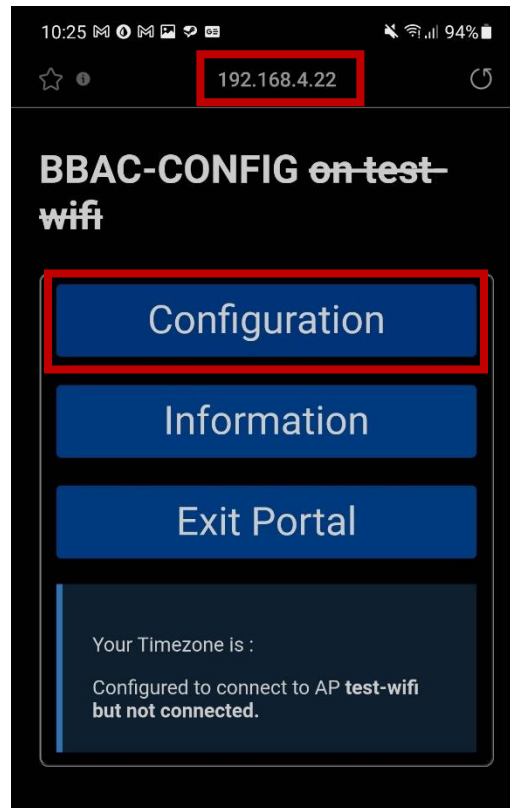 10:25 94%
192.168.4.22
BBAC-CONFIG on test-
wifi
Configuration
Information
Exit Portal
Your Timezone is :
Configured to connect to AP test-wifi
but not connected.